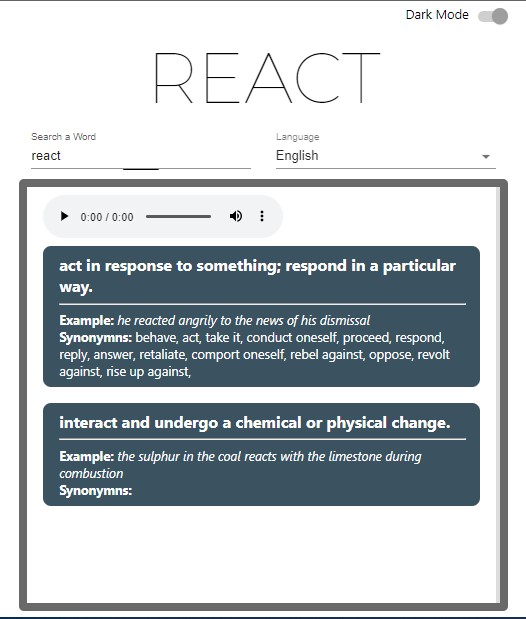 Dark Mode
REACT
Search a Word
react
Language
English
0:00 / 0:00
act in response to something; respond in a particular
way.
Example: he reacted angrily to the news of his dismissal
Synonymns: behave, act, take it, conduct oneself, proceed, respond,
reply, answer, retaliate, comport oneself, rebel against, oppose, revolt
against, rise up against,
interact and undergo a chemical or physical change.
Example: the sulphur in the coal reacts with the limestone during
combustion
Synonymns: